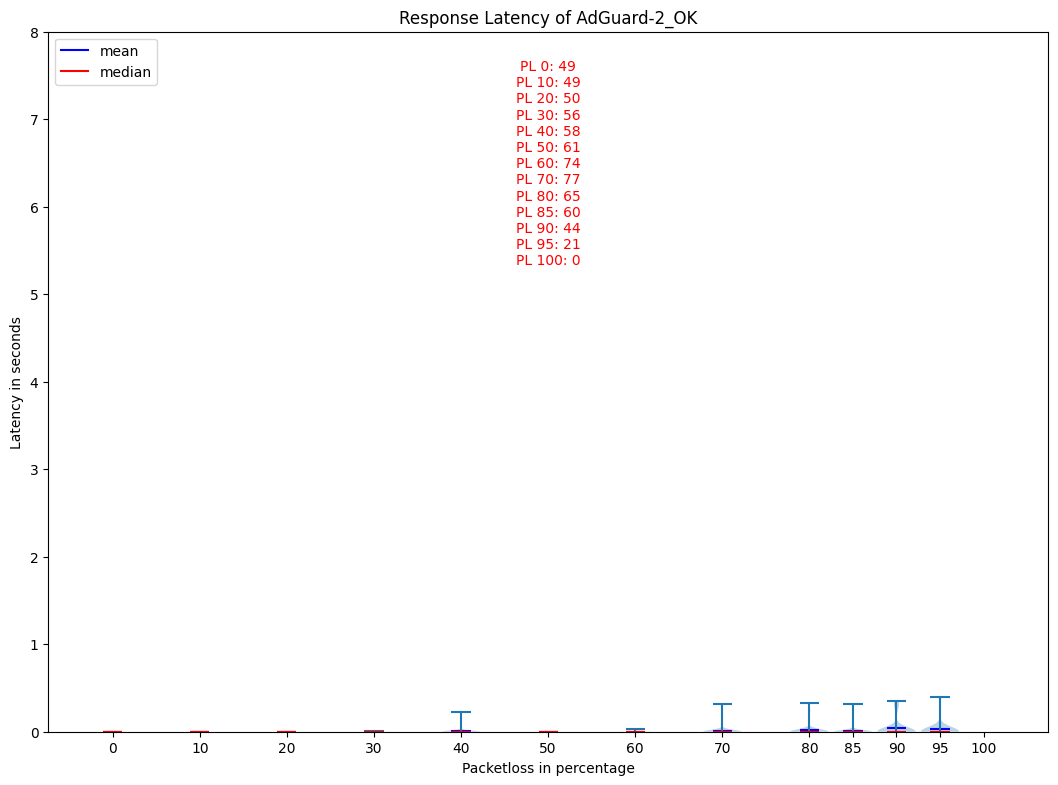 Response Latency of AdGuard-2_OK
mean
median
PL 0: 49
PL 10: 49
PL 20: 50
PL 30: 56
PL 40: 58
PL 50: 61
PL 60: 74
PL 70: 77
PL 80: 65
PL 85: 60
PL 90: 44
PL 95: 21
PL 100: 0
Latency in seconds
8
7
6
5
4
3
2
1
0
0 10 20 30 40 50 60 70 80 85 90 95 100
Packetloss in percentage